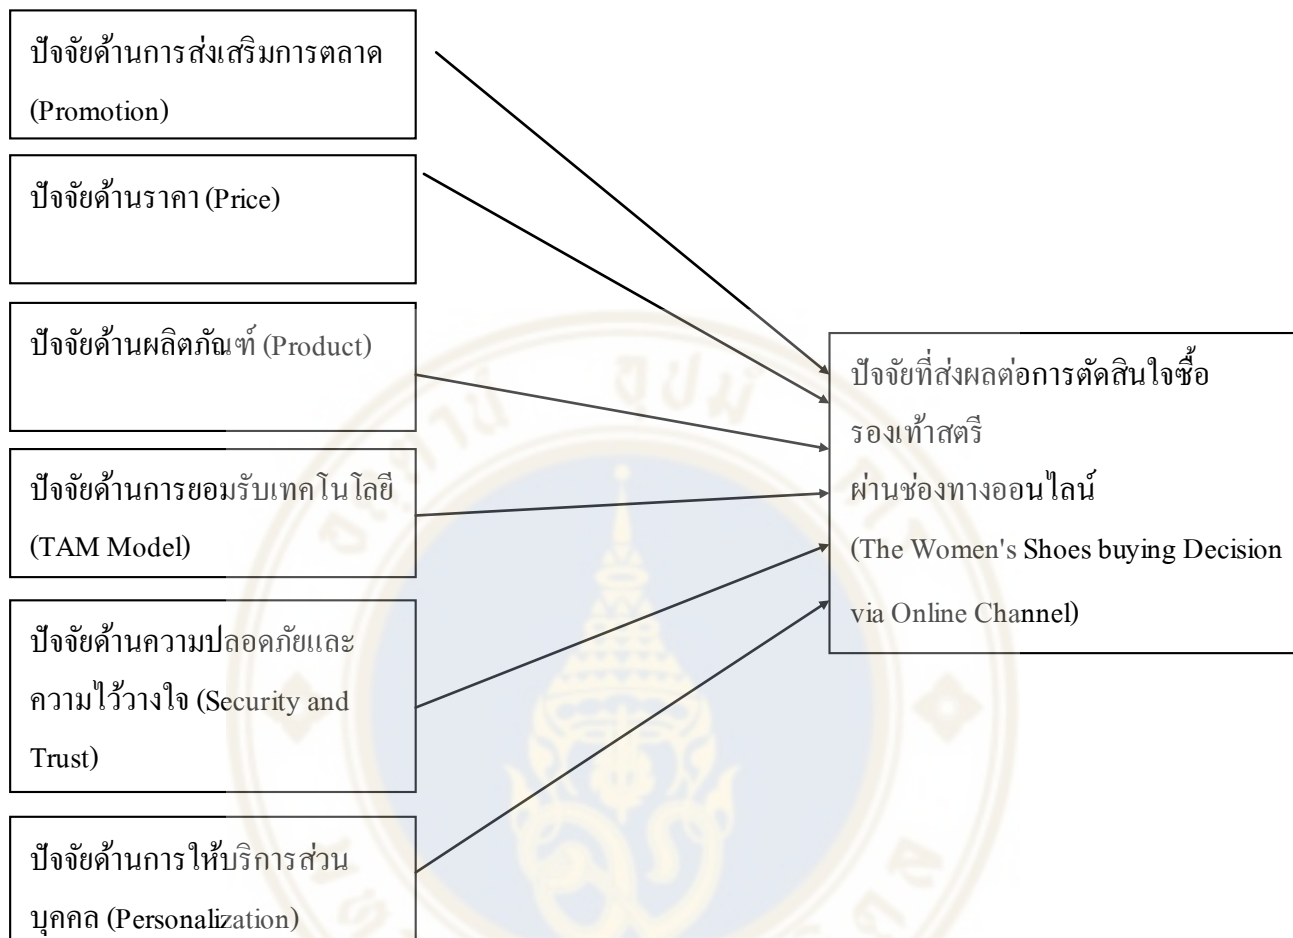 ปัจจัยด้านการส่งเสริมการตลาด
(Promotion)
ปัจจัยด้านราคา (Price)
ปัจจัยด้านผลิตภัณฑ์ (Product)
ปัจจัยด้านการยอมรับเทคโนโลยี
(TAM Model)
ปัจจัยด้านความปลอดภัยและ
ความไว้วางใจ (Security and
Trust)
ปัจจัยด้านการให้บริการส่วน
บุคคล (Personalization)
ปัจจัยที่ส่งผลต่อการตัดสินใจซื้อ
รองเท้าสตรี
ผ่านช่องทางออนไลน์
(The Women's Shoes buying Decision
via Online Channel)